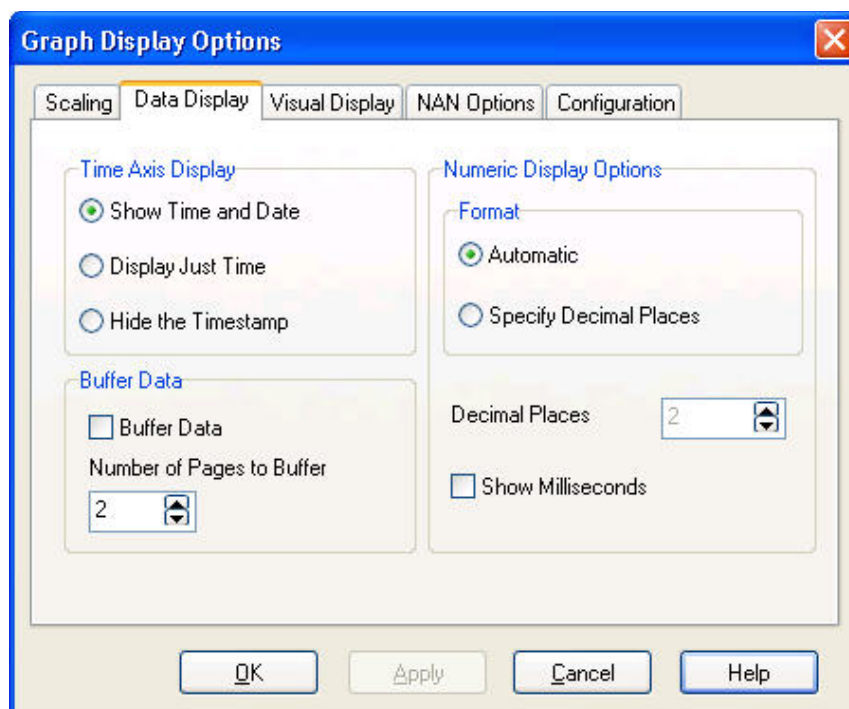 Graph Display Options
Scaling Data Display Visual Display NAN Options Configuration
Time Axis Display
Show Time and Date
Display Just Time
Hide the Timestamp
Buffer Data
Buffer Data
Number of Pages to Buffer
2
Numeric Display Options
Format
Automatic
Specify Decimal Places
Decimal Places 2
Show Milliseconds
OK Apply Cancel Help